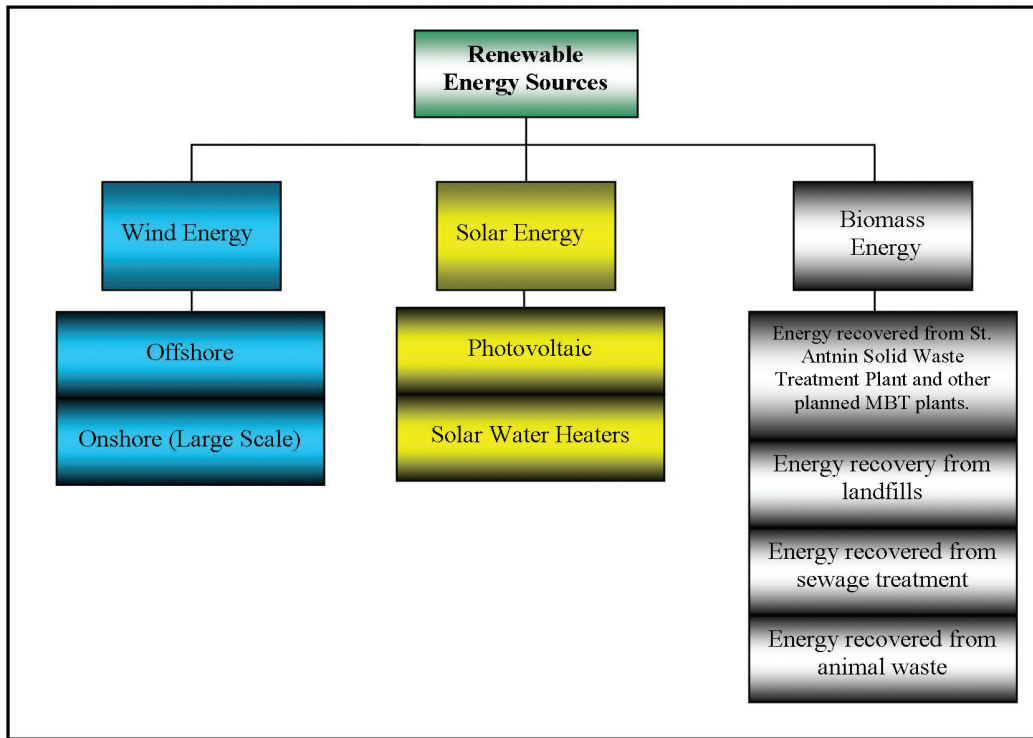 Renewable
Energy Sources
Wind Energy
Offshore
Onshore (Large Scale)
Solar Energy
Photovoltaic
Solar Water Heaters
Biomass
Energy
Energy recovered from St.
Antnin Solid Waste
Treatment Plant and other
planned MBT plants.
Energy recovery from
landfills
Energy recovered from
sewage treatment
Energy recovered from
animal waste